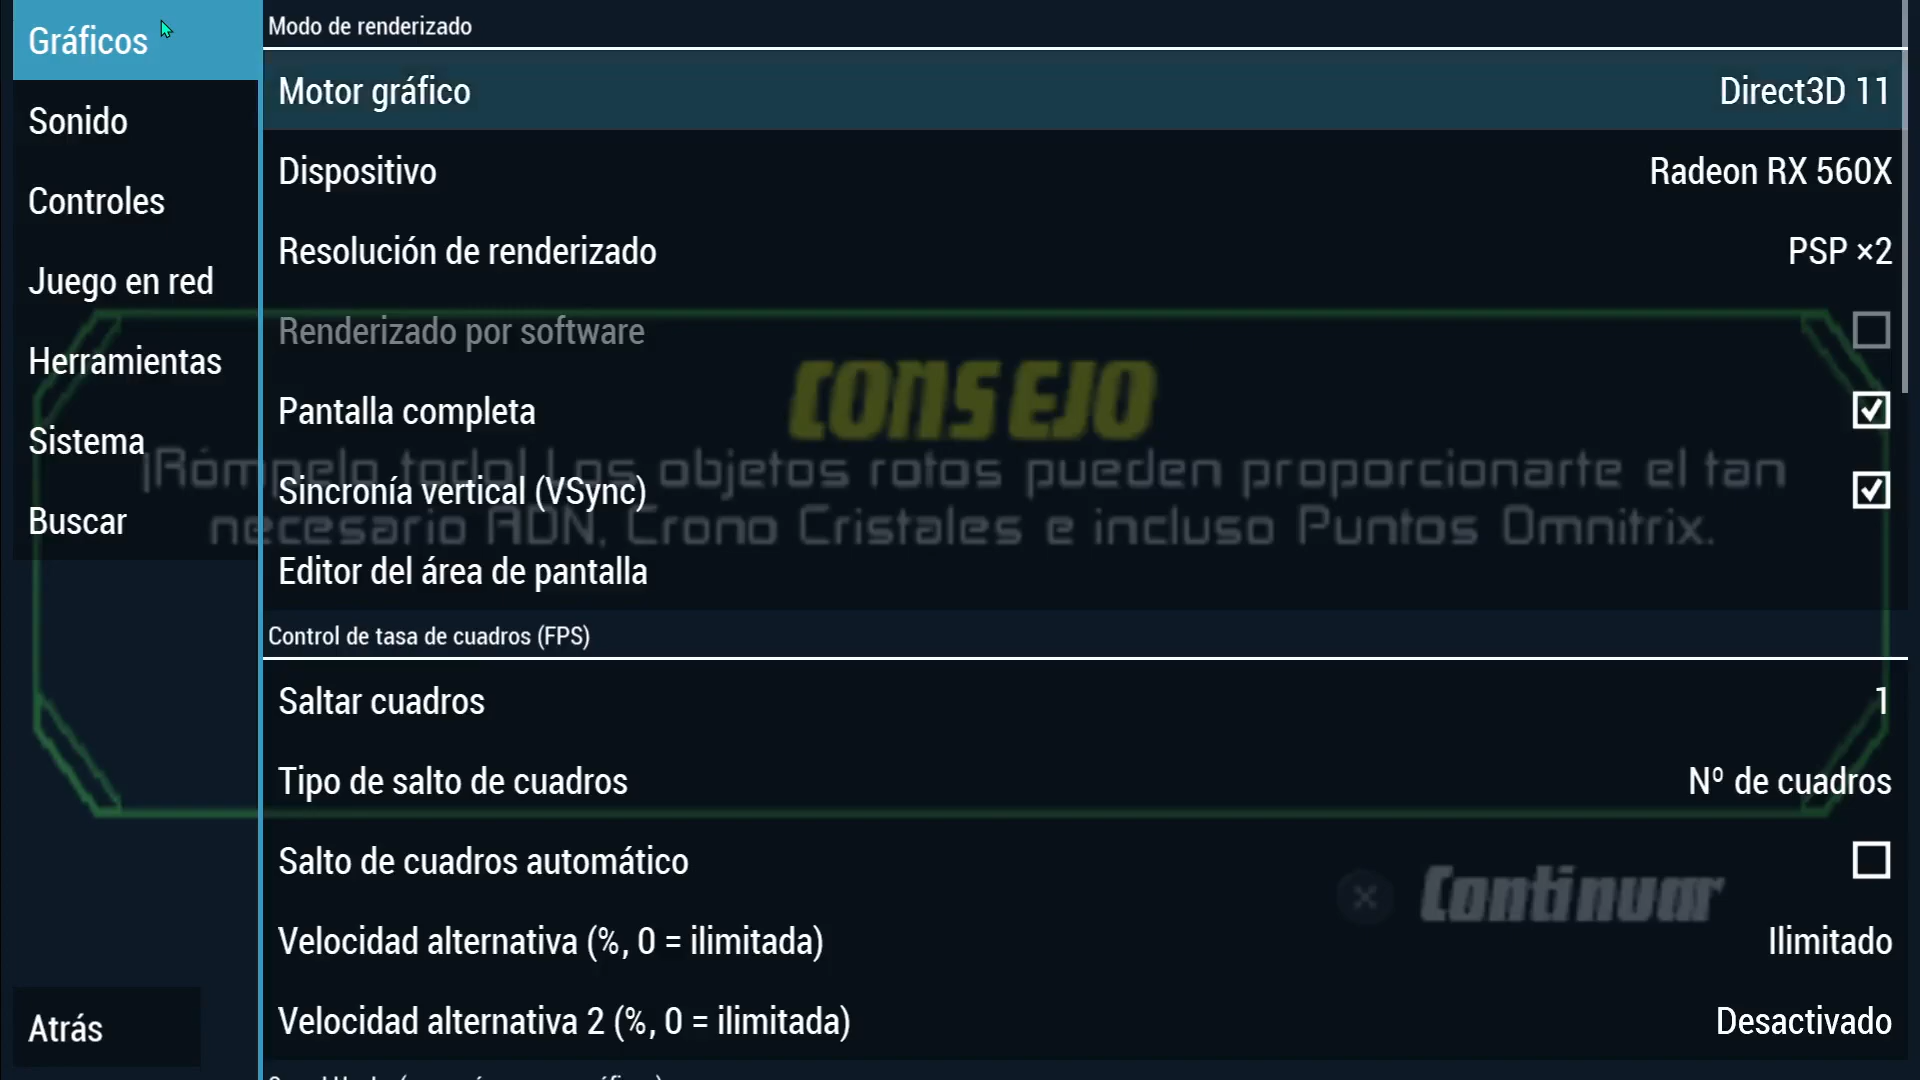 Gráficos
Sonido
Controles
Juego en red
Herramientas
Sistema
Buscar
Atrás
Modo de renderizado
Motor gráfico
Direct3D 11
Dispositivo
Radeon RX 560X
Resolución de renderizado
PSP ×2
Renderizado por software
Pantalla completa
Sincronía vertical (VSync)
Editor del área de pantalla
Control de tasa de cuadros (FPS)
Saltar cuadros
1
Tipo de salto de cuadros
Nº de cuadros
Salto de cuadros automático
Velocidad alternativa (%, 0 = ilimitada)
Ilimitado
Velocidad alternativa 2 (%, 0 = ilimitada)
Desactivado
CONSEJO
¡Rómpelo todo! Los objetos rotos pueden proporcionarte el tan
necesario ADN, Crono Cristales e incluso Puntos Omnitrix.
Continuar